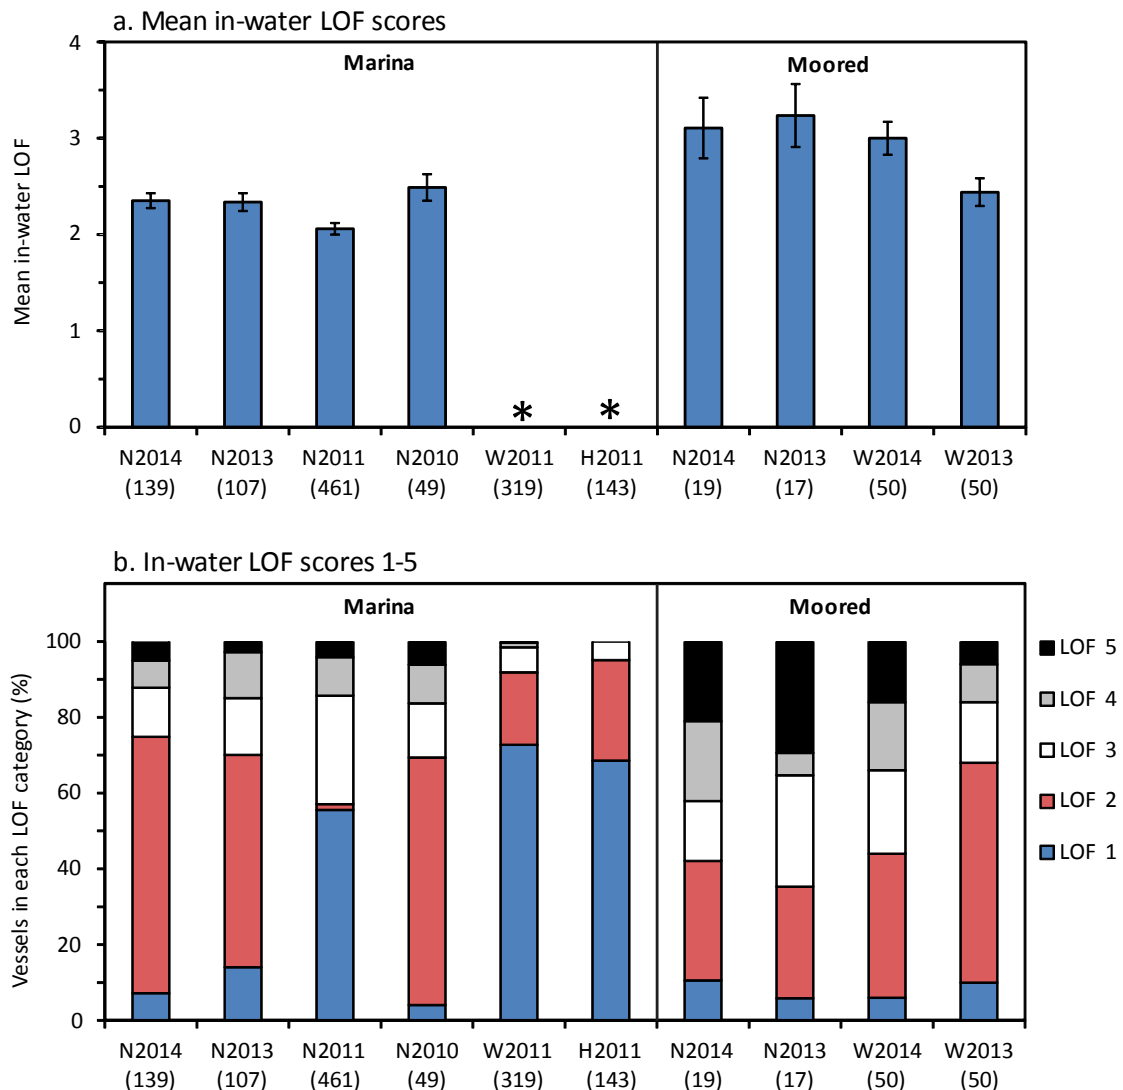 a. Mean in-water LOF scores
Marina
Moored
Mean in-water LOF
4
3
2
1
0
*
*
N2014 N2013 N2011 N2010 W2011 H2011 N2014 N2013 W2014 W2013
(139) (107) (461) (49) (319) (143) (19) (17) (50) (50)
b. In-water LOF scores 1-5
Marina
Moored
Vessels in each LOF category (%)
100
80
60
40
20
0
LOF 5
LOF 4
LOF 3
LOF 2
LOF 1
N2014 N2013 N2011 N2010 W2011 H2011 N2014 N2013 W2014 W2013
(139) (107) (461) (49) (319) (143) (19) (17) (50) (50)